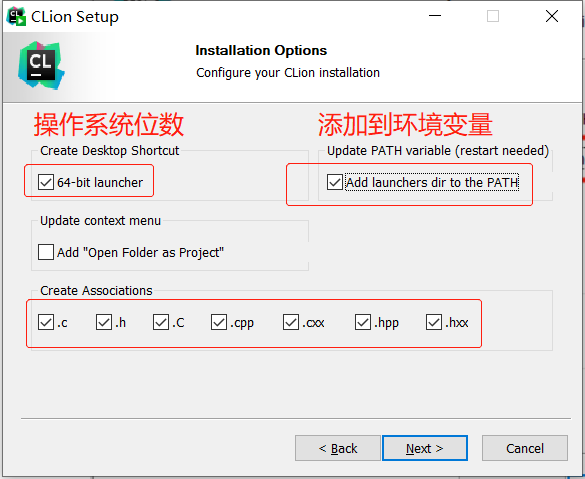 CLion Setup
CL
Installation Options
Configure your CLion installation
操作系统位数
添加到环境变量
Create Desktop Shortcut
Update PATH variable (restart needed)
64-bit launcher
Add launchers dir to the PATH
Update context menu
Add "Open Folder as Project"
Create Associations
.c .h .C .cpp .cxx .hpp .hxx
< Back Next > Cancel